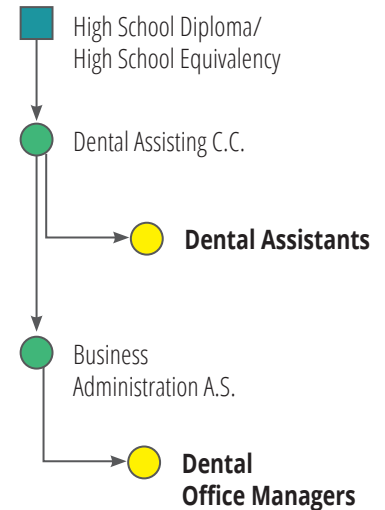 High School Diploma/
High School Equivalency
Dental Assisting C.C.
Dental Assistants
Business
Administration A.S.
Dental
Office Managers